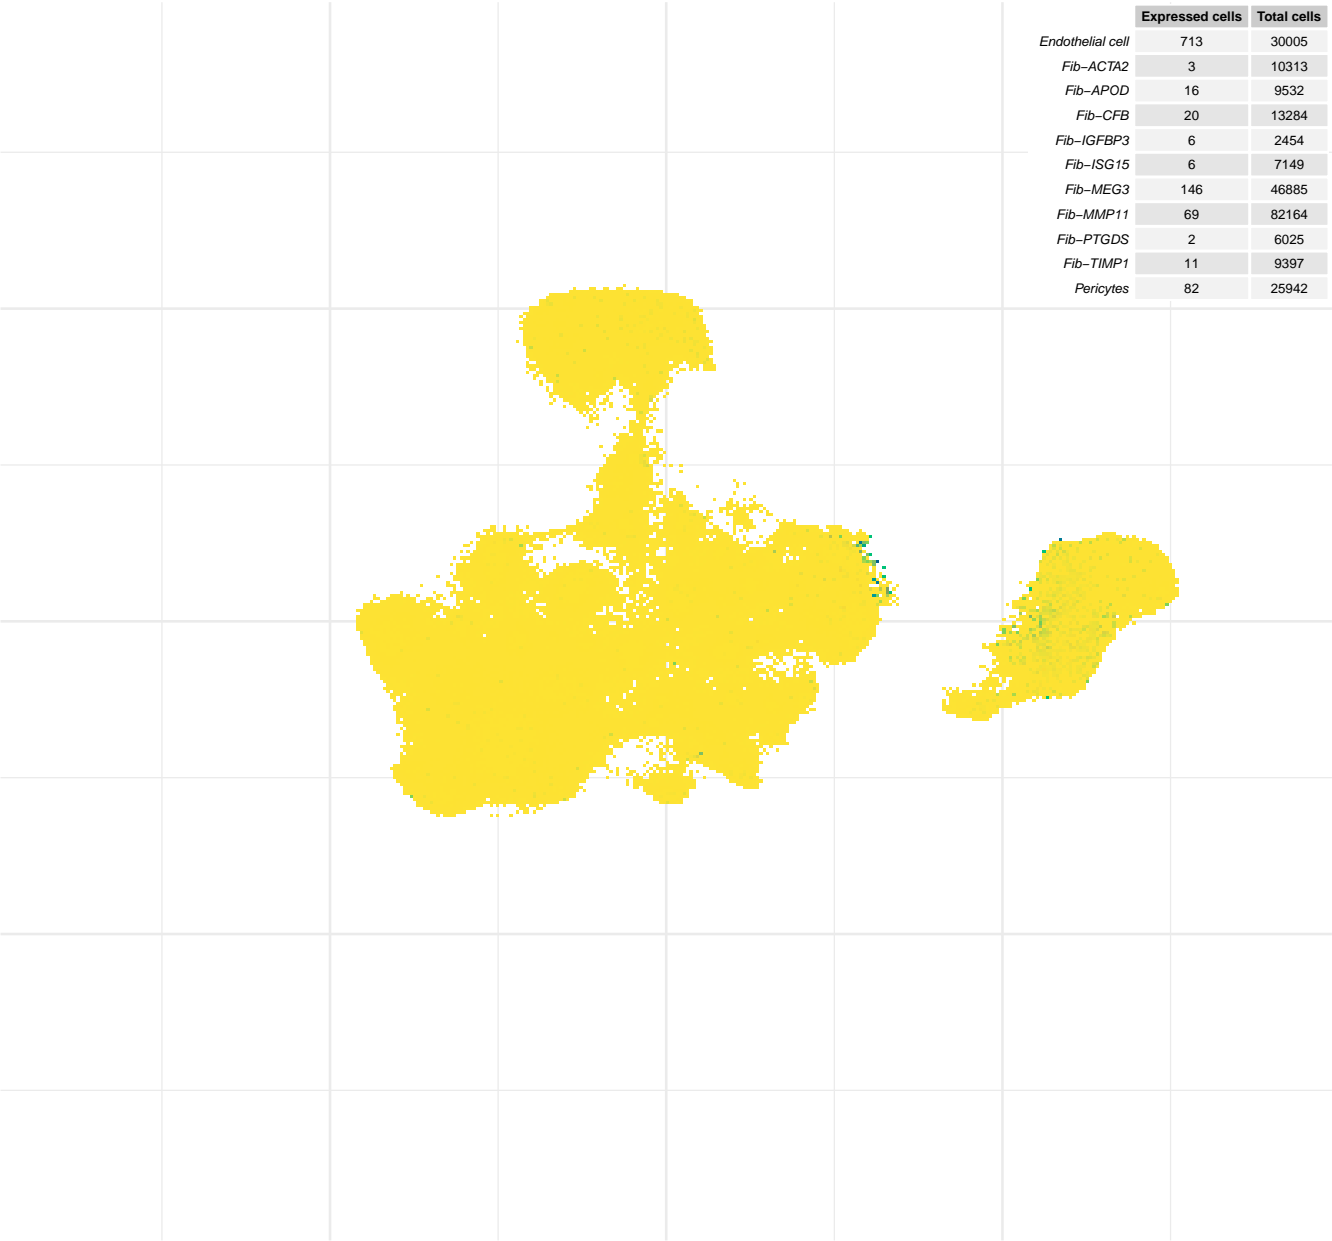 Expressed cells Total cells
Endothelial cell 713 30005
Fib−ACTA2 3 10313
Fib−APOD 16 9532
Fib−CFB 20 13284
Fib−IGFBP3 6 2454
Fib−ISG15 6 7149
Fib−MEG3 146 46885
Fib−MMP11 69 82164
Fib−PTGDS 2 6025
Fib−TIMP1 11 9397
Pericytes 82 25942